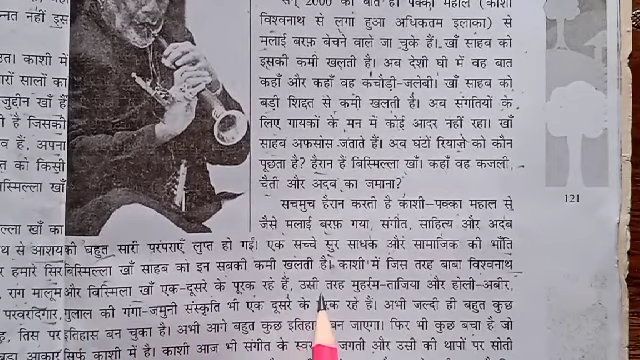 सन् 2000 की बात है। पक्का महाल (काशी
विश्वनाथ से लगा हुआ अधिकतम इलाका) से
मलाई बरफ़ बेचने वाले जा चुके हैं। खाँ साहब को
इसकी कमी खलती है। अब देशी घी में वह बात
कहाँ और कहाँ वह कचौड़ी-जलेबी। खाँ साहब को
बड़ी शिद्दत से कमी खलती है। अब संगतियों के
लिए गायकों के मन में कोई आदर नहीं रहा। खाँ
साहब अफसोस जताते हैं। अब घंटों रियाज़ को कौन
पूछता है? हैरान हैं बिस्मिल्ला खाँ। कहाँ वह कजली,
चैती और अदब का जमाना?
सचमुच हैरान करती है काशी-पक्का महाल से
जैसे मलाई बरफ़ गया, संगीत, साहित्य और अदब
की बहुत सारी परंपराएँ लुप्त हो गईं। एक सच्चे सुर साधक और सामाजिक की भाँति
बिस्मिल्ला खाँ साहब को इन सबकी कमी खलती है। काशी में जिस तरह बाबा विश्वनाथ
और बिस्मिल्ला खाँ एक-दूसरे के पूरक रहे हैं, उसी तरह मुहर्रम-ताजिया और होली-अबीर,
गुलाल की गंगा-जमुनी संस्कृति भी एक दूसरे के पूरक रहे हैं। अभी जल्दी ही बहुत कुछ
इतिहास बन चुका है। अभी आगे बहुत कुछ इतिहास बन जाएगा। फिर भी कुछ बचा है जो
सिर्फ काशी में है। काशी आज भी संगीत के जगती और उसी की थापों पर सोती
121
न्नत नहीं इस
काशी में
सालों का
खाँ हैं
है जिसकी
हैं, अपना
को किसी
बिस्मिल्ला खाँ
ल्ला खाँ का
थ से आशय
हमारे सिर
राग मालूम
परवरदिगार,
तिस पर
आकार